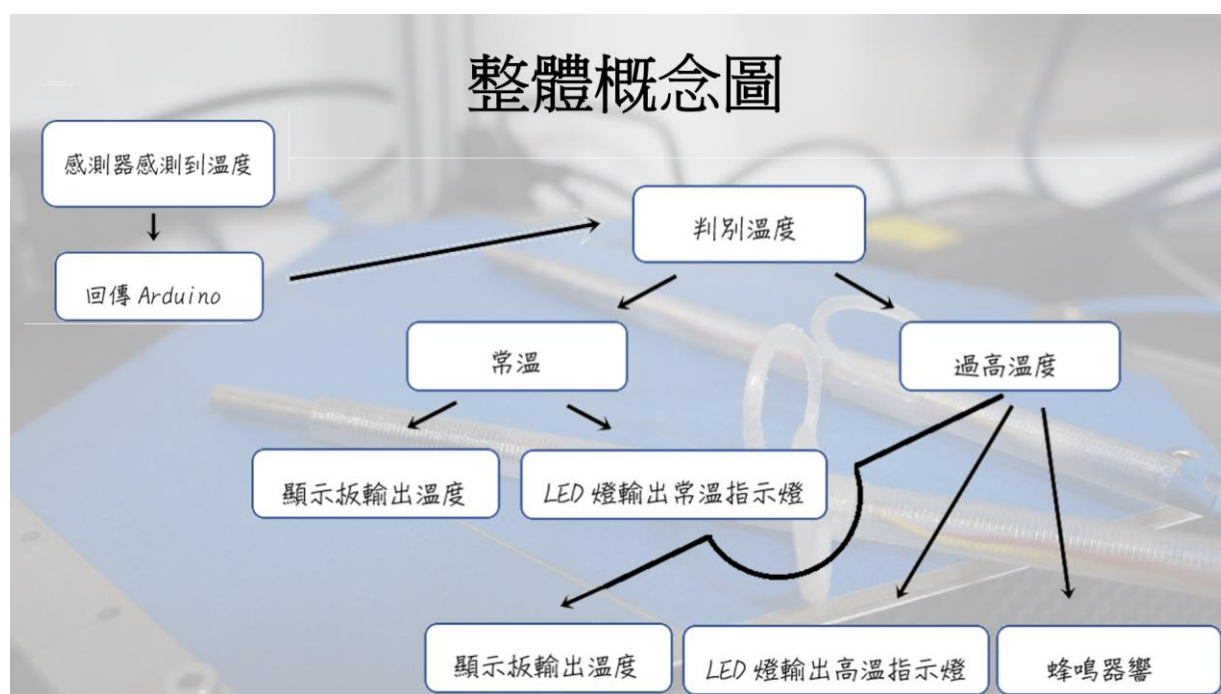 整體概念圖
感測器感測到溫度
回傳 Arduino
判別溫度
常溫
過高溫度
顯示板輸出溫度
LED 燈輸出常溫指示燈
顯示板輸出溫度
LED 燈輸出高溫指示燈
蜂鳴器響